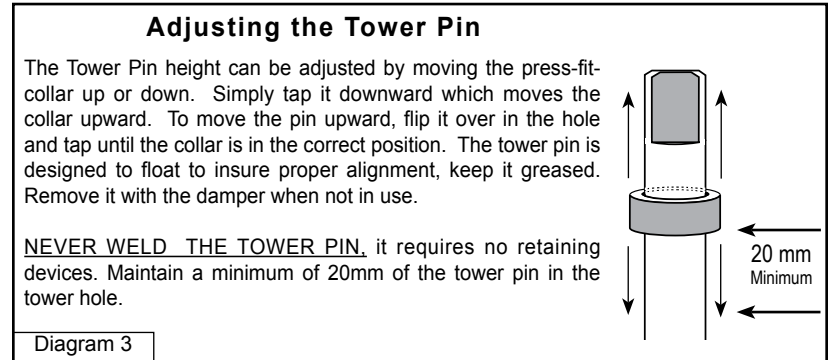 Adjusting the Tower Pin
The Tower Pin height can be adjusted by moving the press-fit-
collar up or down. Simply tap it downward which moves the
collar upward. To move the pin upward, flip it over in the hole
and tap until the collar is in the correct position. The tower pin is
designed to float to insure proper alignment, keep it greased.
Remove it with the damper when not in use.
NEVER WELD THE TOWER PIN, it requires no retaining
devices. Maintain a minimum of 20mm of the tower pin in the
tower hole.
20 mm
Minimum
Diagram 3